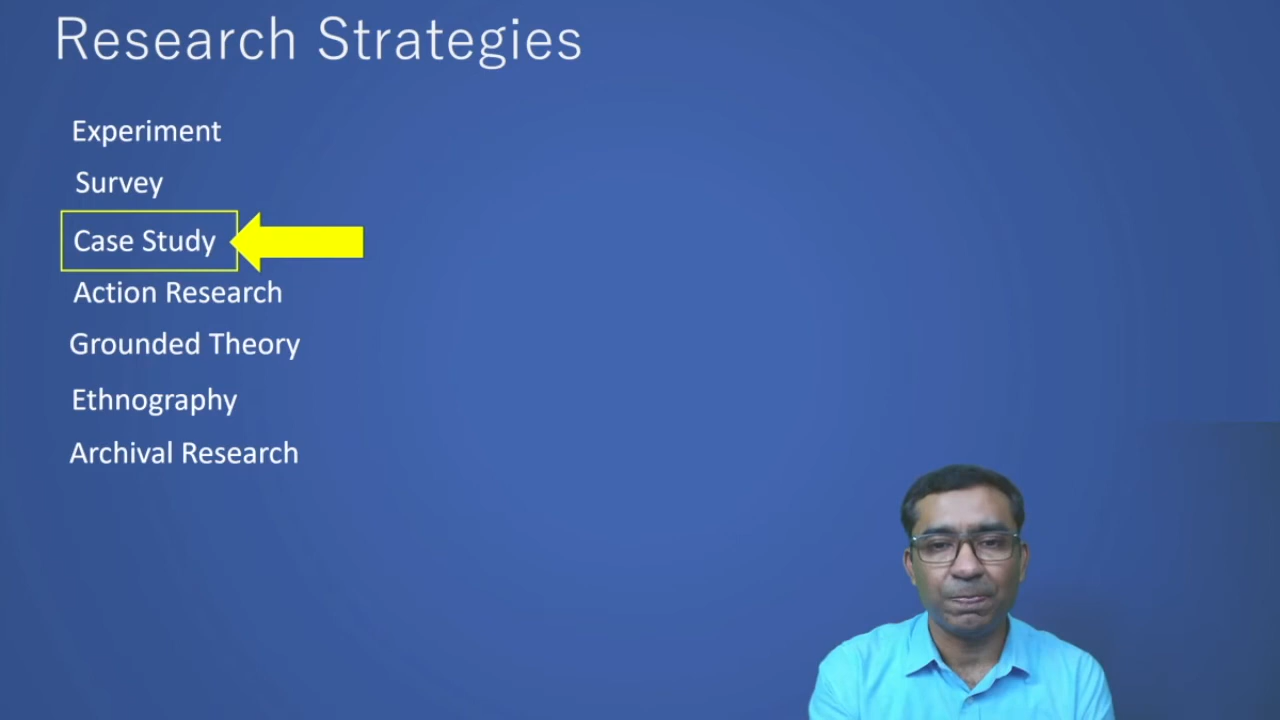 Research Strategies
Experiment
Survey
Case Study
Action Research
Grounded Theory
Ethnography
Archival Research